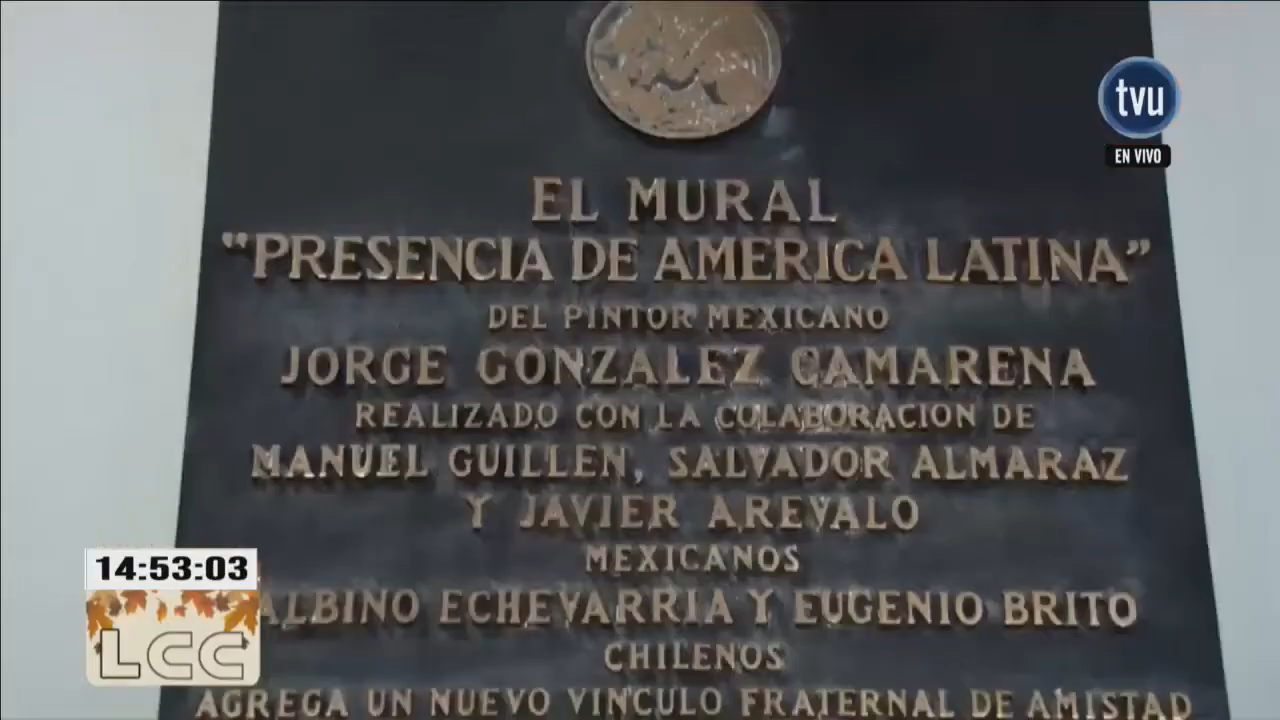 tvu
EN VIVO
EL MURAL
“PRESENCIA DE AMERICA LATINA”
DEL PINTOR MEXICANO
JORGE GONZALEZ CAMARENA
REALIZADO CON LA COLABORACION DE
MANUEL GUILLEN, SALVADOR ALMARAZ
Y JAVIER AREVALO
MEXICANOS
ALBINO ECHEVARRIA Y EUGENIO BRITO
CHILENOS
AGREGA UN NUEVO VINCULO FRATERNAL DE AMISTAD
14:53:03
LCC